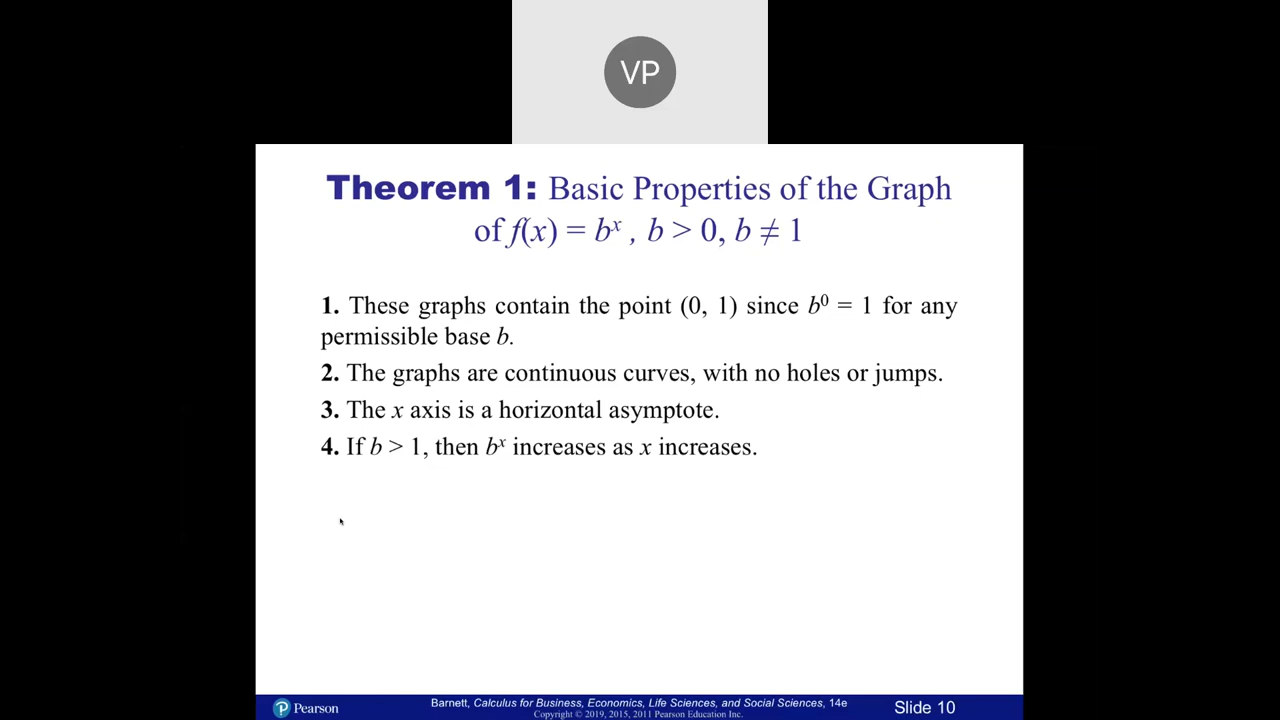 VP
Theorem 1: Basic Properties of the Graph
of f(x) = bˣ , b > 0, b ≠ 1
1. These graphs contain the point (0, 1) since b⁰ = 1 for any
permissible base b.
2. The graphs are continuous curves, with no holes or jumps.
3. The x axis is a horizontal asymptote.
4. If b > 1, then bˣ increases as x increases.
Pearson
Barnett, Calculus for Business, Economics, Life Sciences, and Social Sciences, 14e
Copyright © 2019, 2015, 2011 Pearson Education Inc.
Slide 10